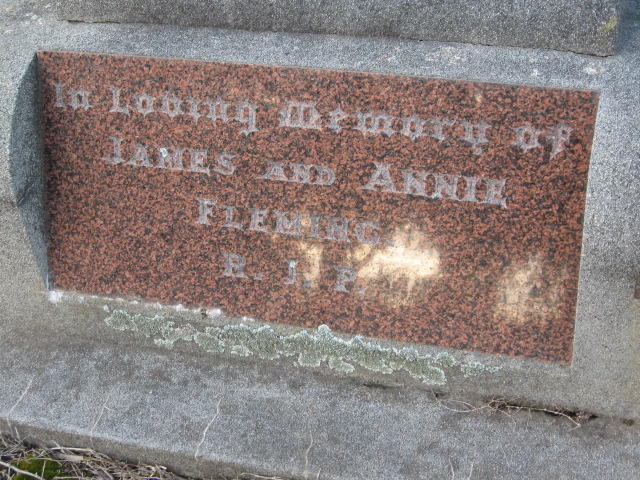 In Loving Memory of
JAMES AND ANNIE
FLEMING.
R. I. P.